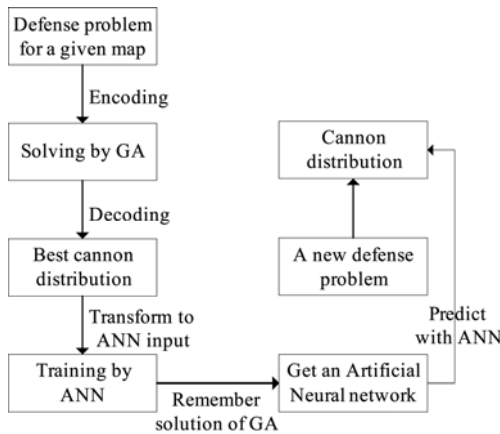 Defense problem
for a given map
Encoding
Solving by GA
Decoding
Best cannon
distribution
Transform to
ANN input
Training by
ANN
Remember
solution of GA
Get an Artificial
Neural network
Predict
with ANN
A new defense
problem
Cannon
distribution